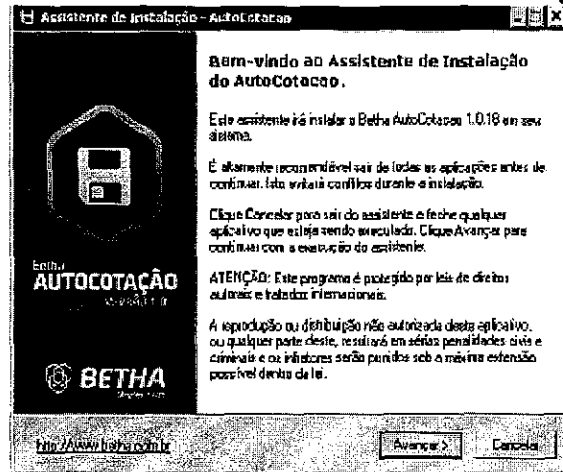 Assistente de Instalação - AutoCotacao
Bem-vindo ao Assistente de Instalação
do AutoCotacao.
Este assistente irá instalar o Betha AutoCotacao 1.0.18 em seu
sistema.
É altamente recomendável sair de todas as aplicações antes de
continuar. Isto evitará conflitos durante a instalação.
Clique Cancelar para sair do assistente e feche qualquer
aplicativo que esteja sendo executado. Clique Avançar para
continuar com a execução do assistente.
ATENÇÃO: Este programa é protegido por leis de direitos
autorais e tratados internacionais.
A reprodução ou distribuição não autorizada deste aplicativo,
ou qualquer parte deste, resultará em sérias penalidades civis e
criminais e os infratores serão punidos sob a máxima extensão
possível dentro da lei.
Betha
AUTOCOTAÇÃO
BETHA
http://www.betha.com.br
Avançar >
Cancelar